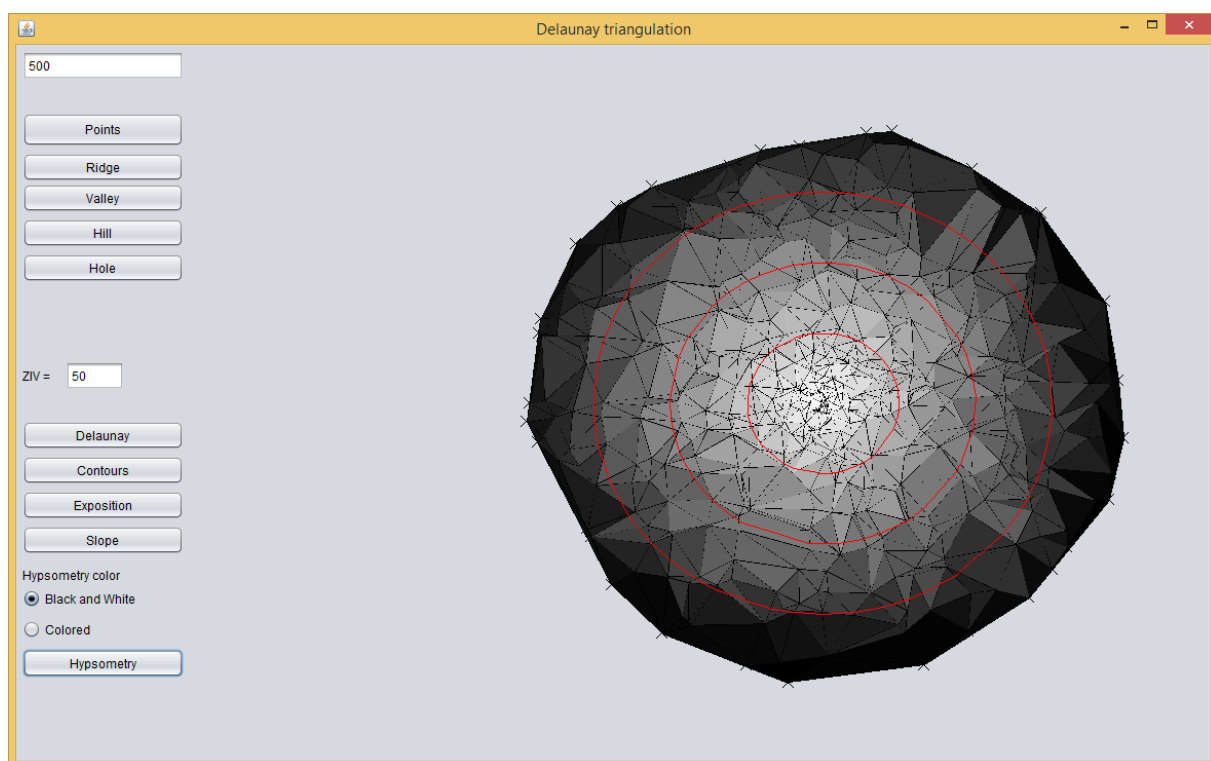 Delaunay triangulation
500
Points
Ridge
Valley
Hill
Hole
ZIV = 50
Delaunay
Contours
Exposition
Slope
Hypsometry color
Black and White
Colored
Hypsometry